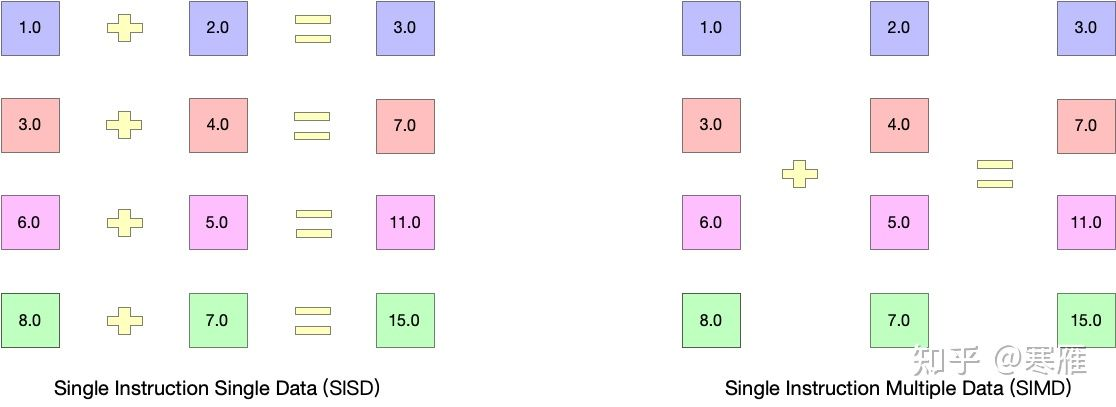 1.0 + 2.0 = 3.0 1.0 2.0 3.0
3.0 + 4.0 = 7.0 3.0 4.0 7.0
+ =
6.0 + 5.0 = 11.0 6.0 5.0 11.0
8.0 + 7.0 = 15.0 8.0 7.0 15.0
知乎 @寒雁
Single Instruction Single Data (SISD) Single Instruction Multiple Data (SIMD)